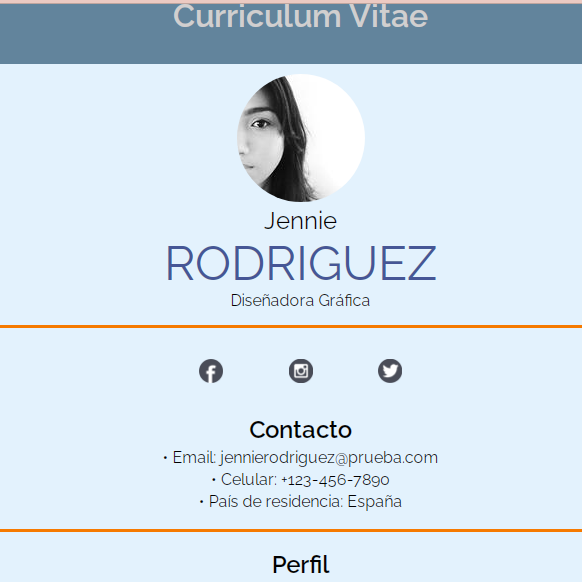 Curriculum Vitae
Jennie
RODRIGUEZ
Diseñadora Gráfica
Contacto
• Email: jennierodriguez@prueba.com
• Celular: +123-456-7890
• País de residencia: España
Perfil